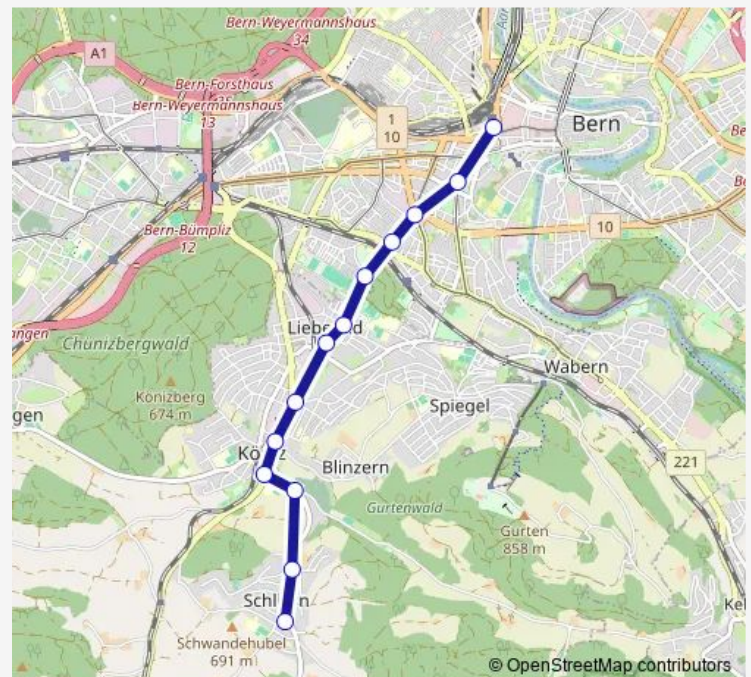 Bern-Weyermannshaus
34
A1
Bern-Forsthaus
Bern-Weyermannshaus
13
1
10
Bern
10
Bern-Bümpliz
12
Chünizbergwald
Könizberg
674 m
Wabern
Spiegel
221
Blinzern
Gurtenwald
Gurten
858 m
Schwandehubel
691 m
© OpenStreetMap contributors